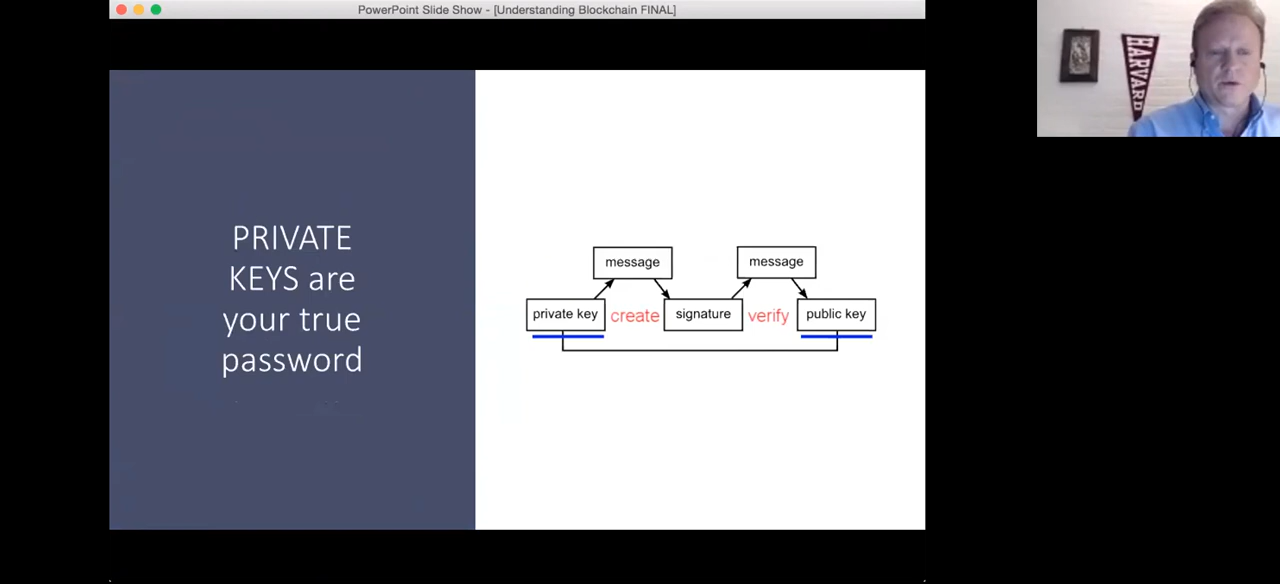 PowerPoint Slide Show - [Understanding Blockchain FINAL]
HARVARD
PRIVATE
KEYS are
your true
password
message
message
private key
create
signature
verify
public key